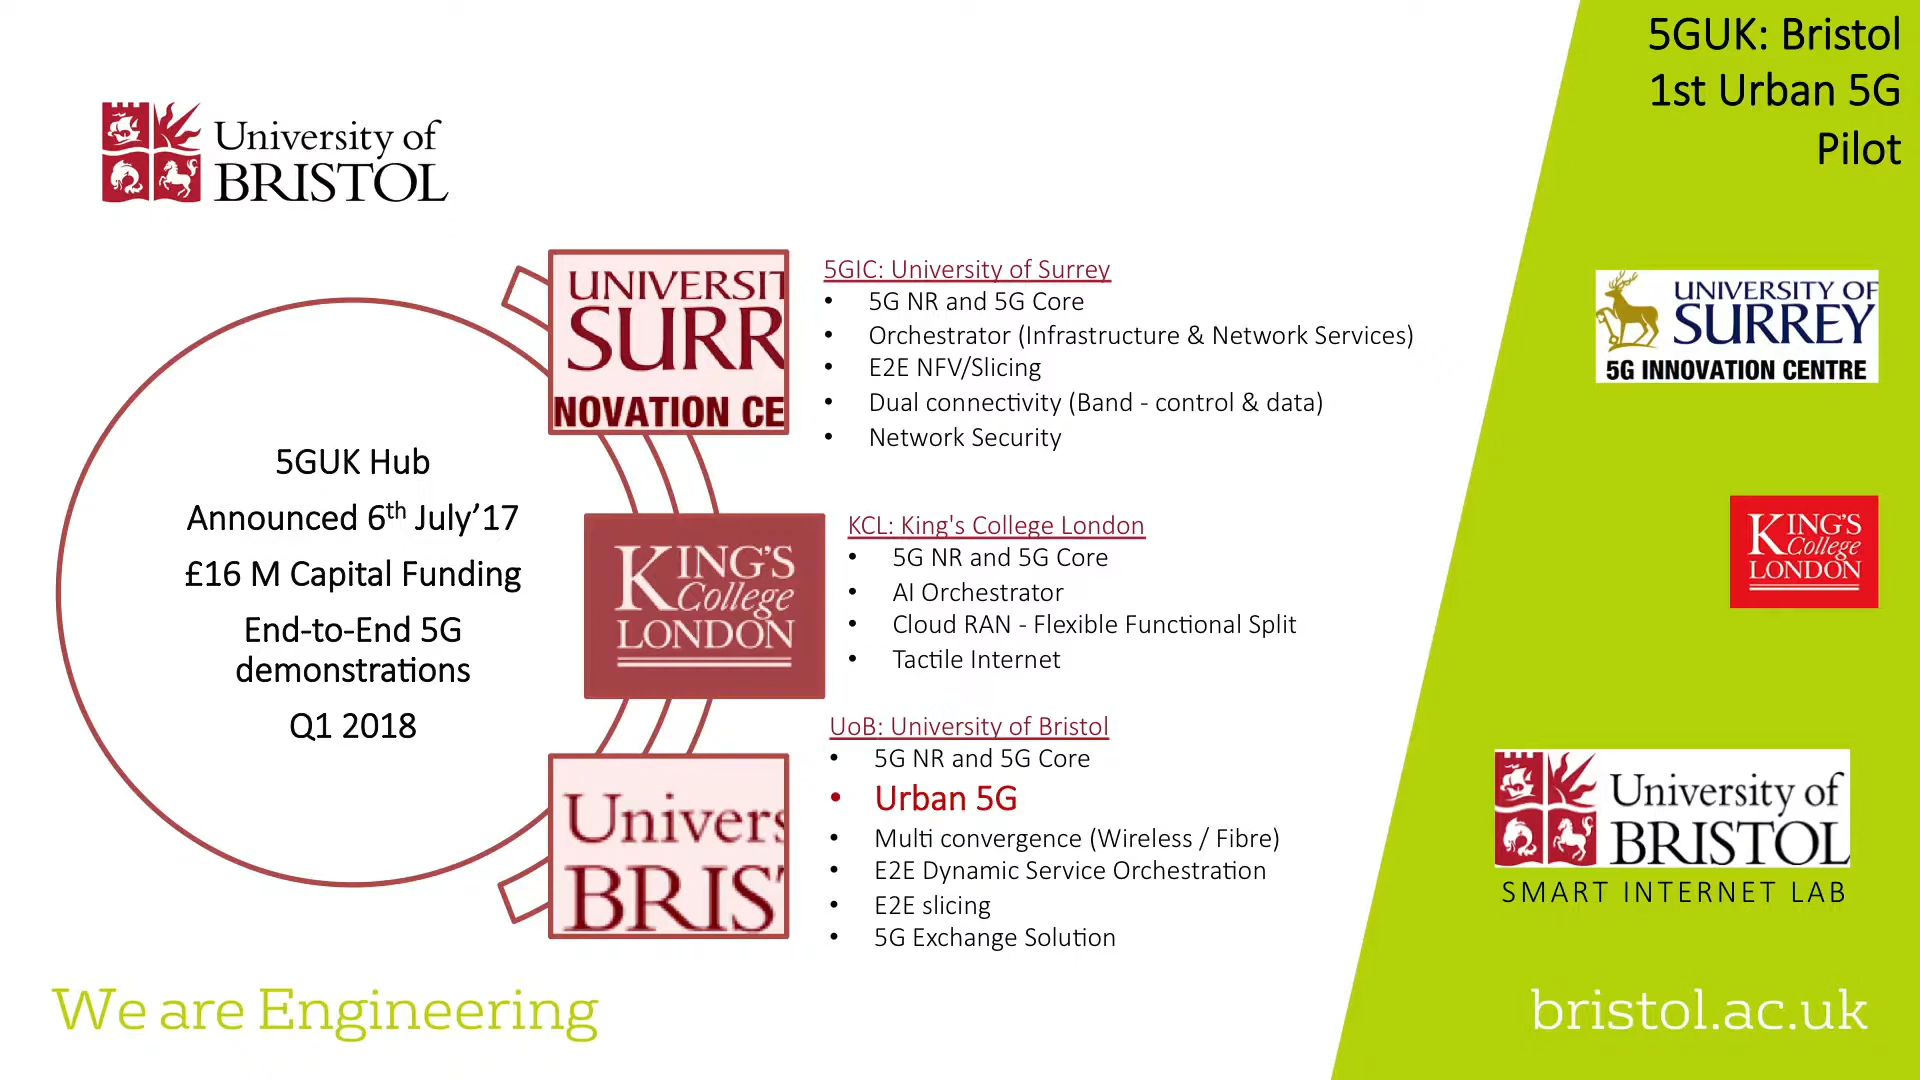 5GUK: Bristol
1st Urban 5G
Pilot
University of
BRISTOL
5GUK Hub
Announced 6th July’17
£16 M Capital Funding
End-to-End 5G
demonstrations
Q1 2018
UNIVERSIT
SURR
NOVATION CE
5GIC: University of Surrey
• 5G NR and 5G Core
• Orchestrator (Infrastructure & Network Services)
• E2E NFV/Slicing
• Dual connectivity (Band - control & data)
• Network Security
UNIVERSITY OF
SURREY
5G INNOVATION CENTRE
KING'S
College
LONDON
KCL: King's College London
• 5G NR and 5G Core
• AI Orchestrator
• Cloud RAN - Flexible Functional Split
• Tactile Internet
KING'S
College
LONDON
Univers
BRIS
UoB: University of Bristol
• 5G NR and 5G Core
• Urban 5G
• Multi convergence (Wireless / Fibre)
• E2E Dynamic Service Orchestration
• E2E slicing
• 5G Exchange Solution
University of
BRISTOL
SMART INTERNET LAB
We are Engineering
bristol.ac.uk